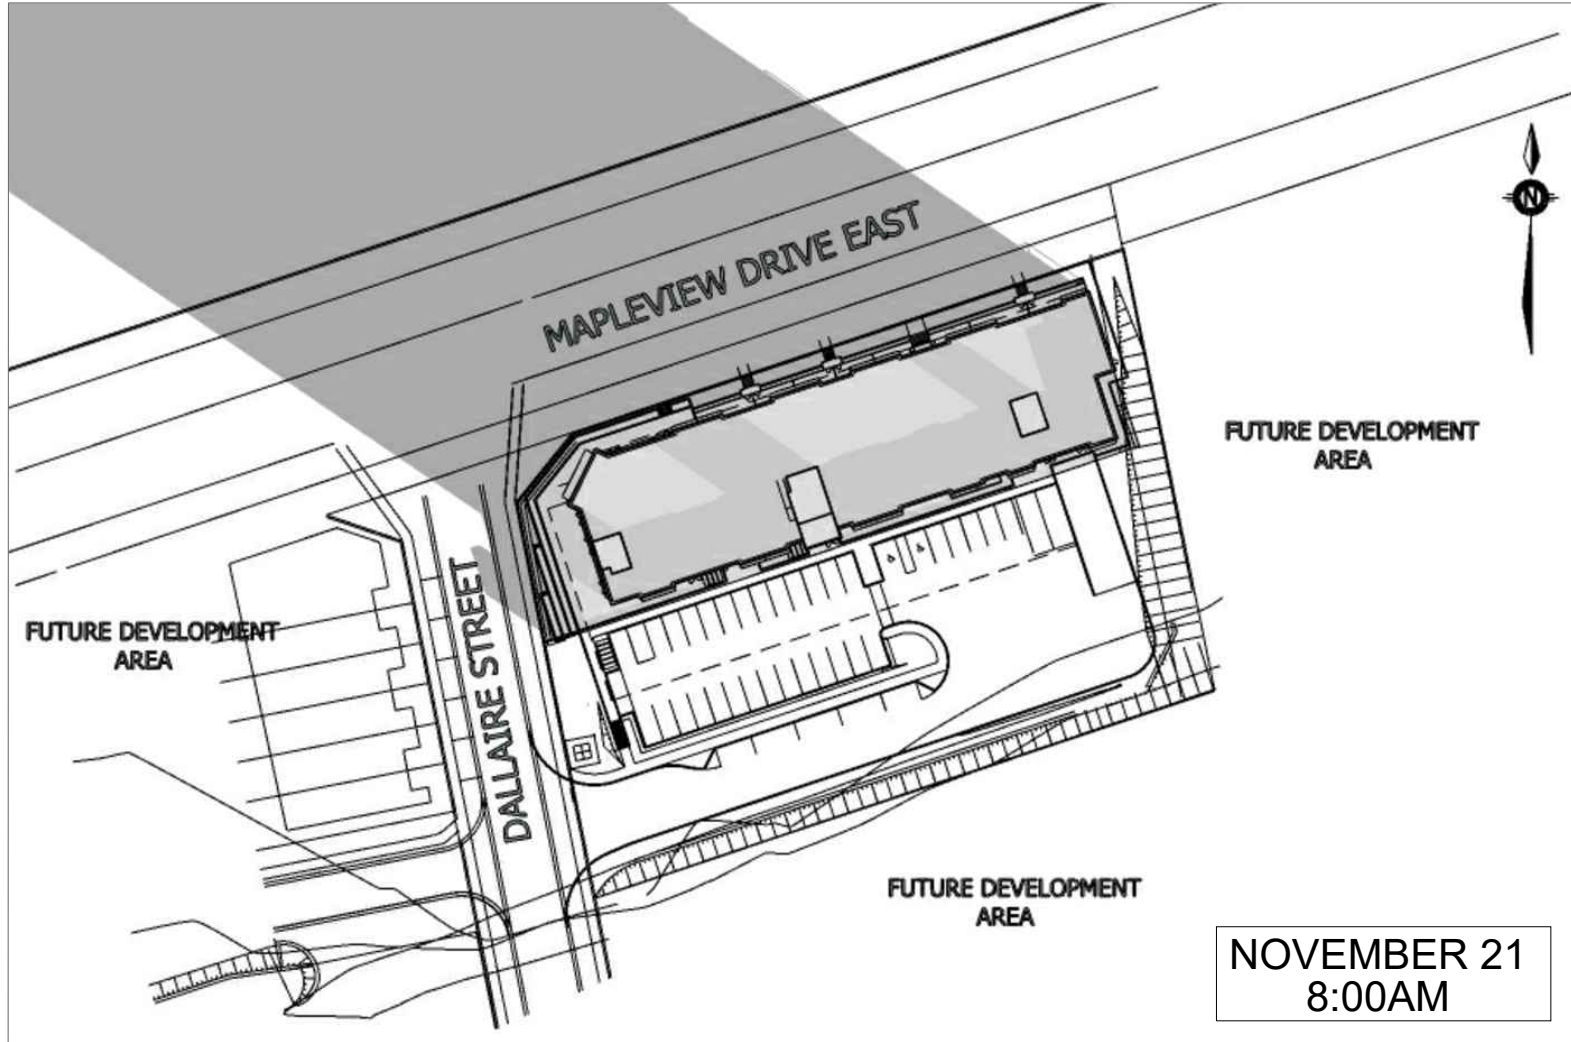 MAPLEVIEW DRIVE EAST
N
FUTURE DEVELOPMENT
AREA
FUTURE DEVELOPMENT
AREA
DALLAIRE STREET
FUTURE DEVELOPMENT
AREA
NOVEMBER 21
8:00AM